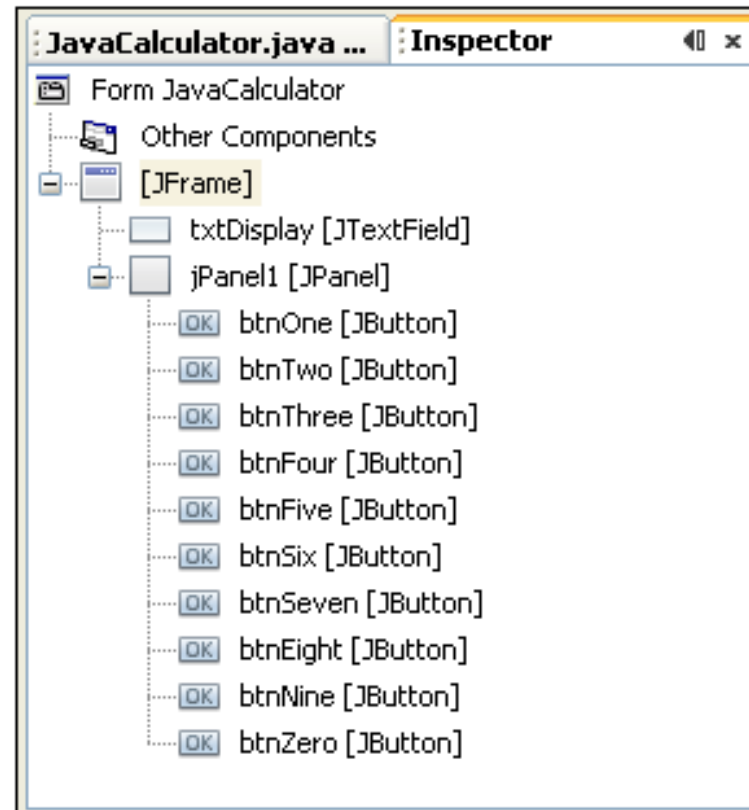 JavaCalculator.java ... Inspector
Form JavaCalculator
Other Components
[JFrame]
txtDisplay [JTextField]
jPanel1 [JPanel]
OK btnOne [JButton]
OK btnTwo [JButton]
OK btnThree [JButton]
OK btnFour [JButton]
OK btnFive [JButton]
OK btnSix [JButton]
OK btnSeven [JButton]
OK btnEight [JButton]
OK btnNine [JButton]
OK btnZero [JButton]